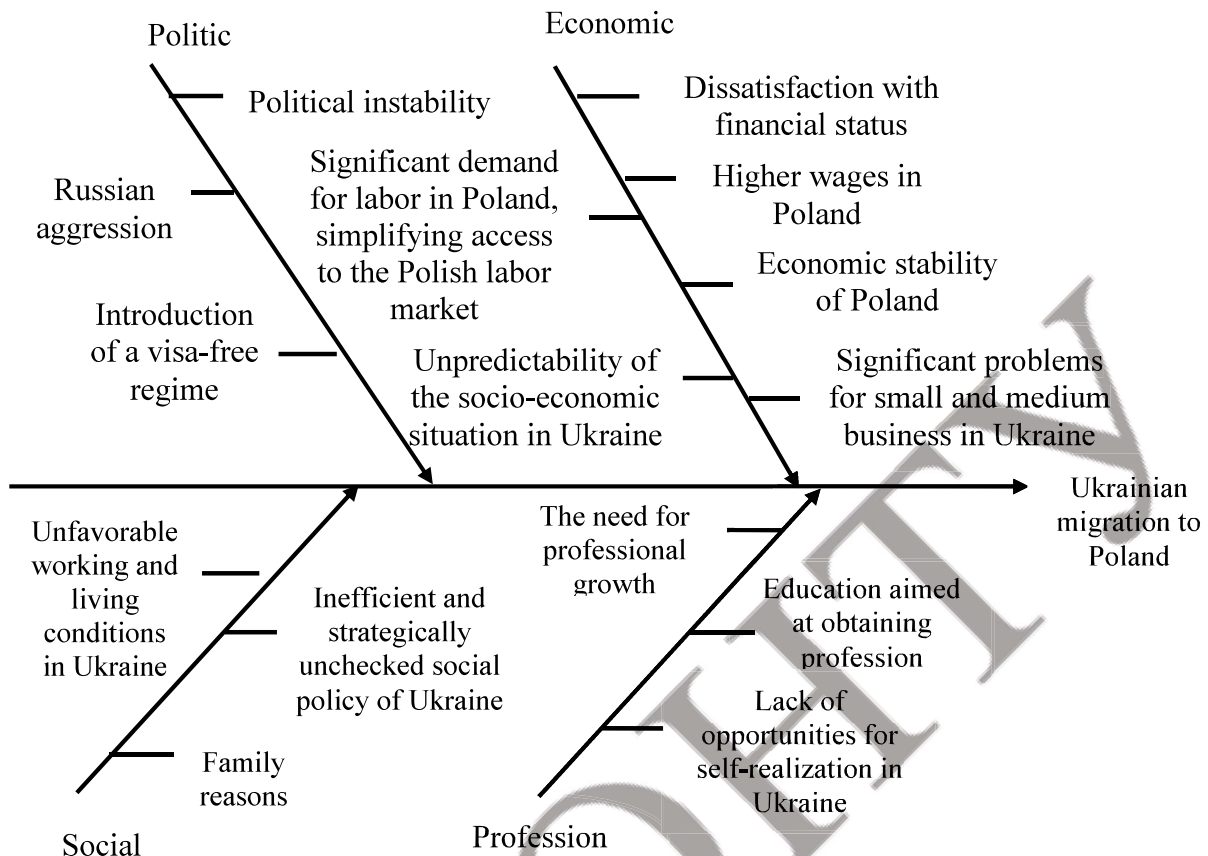 Politic
Political instability
Russian
aggression
Introduction
of a visa-free
regime
Economic
Dissatisfaction with
financial status
Higher wages in
Poland
Significant demand
for labor in Poland,
simplifying access
to the Polish labor
market
Economic stability
of Poland
Unpredictability of
the socio-economic
situation in Ukraine
Significant problems
for small and medium
business in Ukraine
Ukrainian
migration to
Poland
Unfavorable
working and
living
conditions
in Ukraine
Inefficient and
strategically
unchecked social
policy of Ukraine
Family
reasons
Social
The need for
professional
growth
Education aimed
at obtaining
profession
Lack of
opportunities for
self-realization in
Ukraine
Profession
ОНТУ